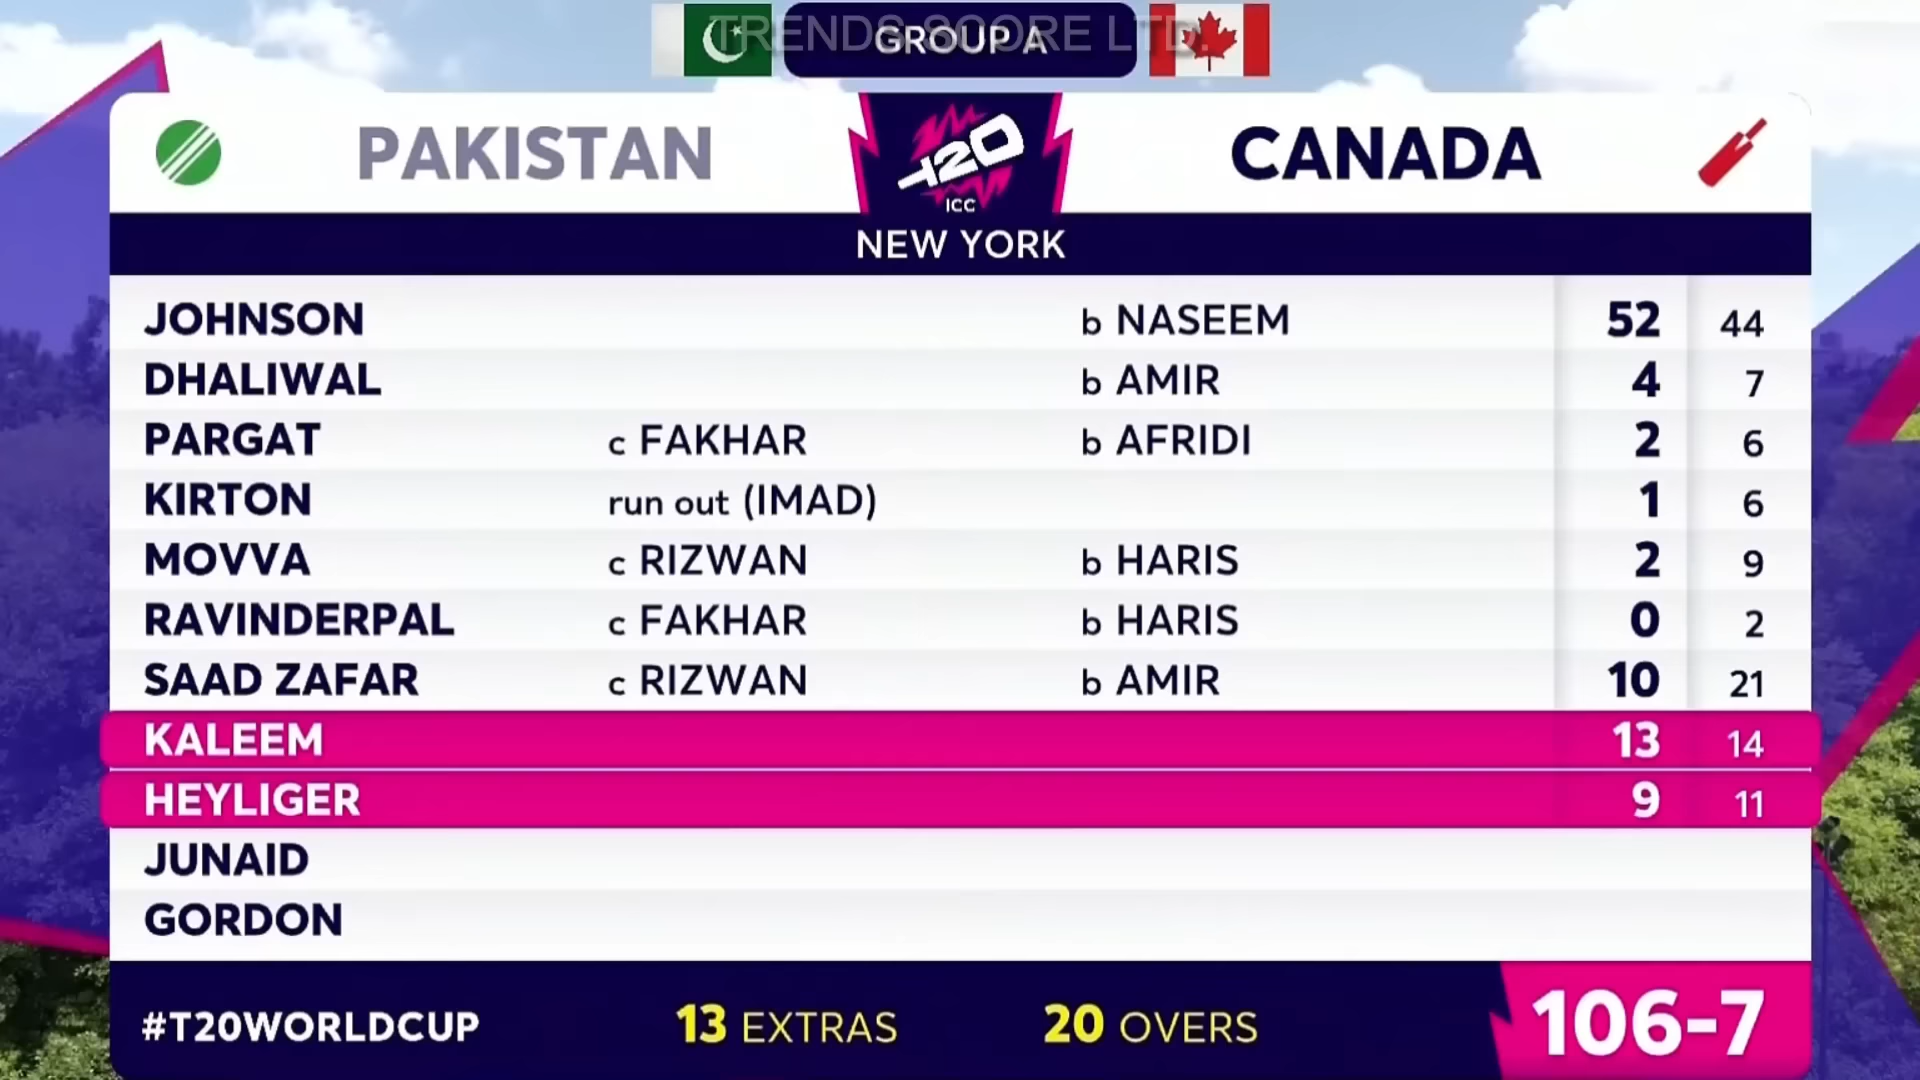 TRENDS SCORE LTD.
GROUP A
PAKISTAN
T20
ICC
CANADA
NEW YORK
JOHNSON b NASEEM 52 44
DHALIWAL b AMIR 4 7
PARGAT c FAKHAR b AFRIDI 2 6
KIRTON run out (IMAD) 1 6
MOVVA c RIZWAN b HARIS 2 9
RAVINDERPAL c FAKHAR b HARIS 0 2
SAAD ZAFAR c RIZWAN b AMIR 10 21
KALEEM 13 14
HEYLIGER 9 11
JUNAID
GORDON
#T20WORLDCUP 13 EXTRAS 20 OVERS 106-7